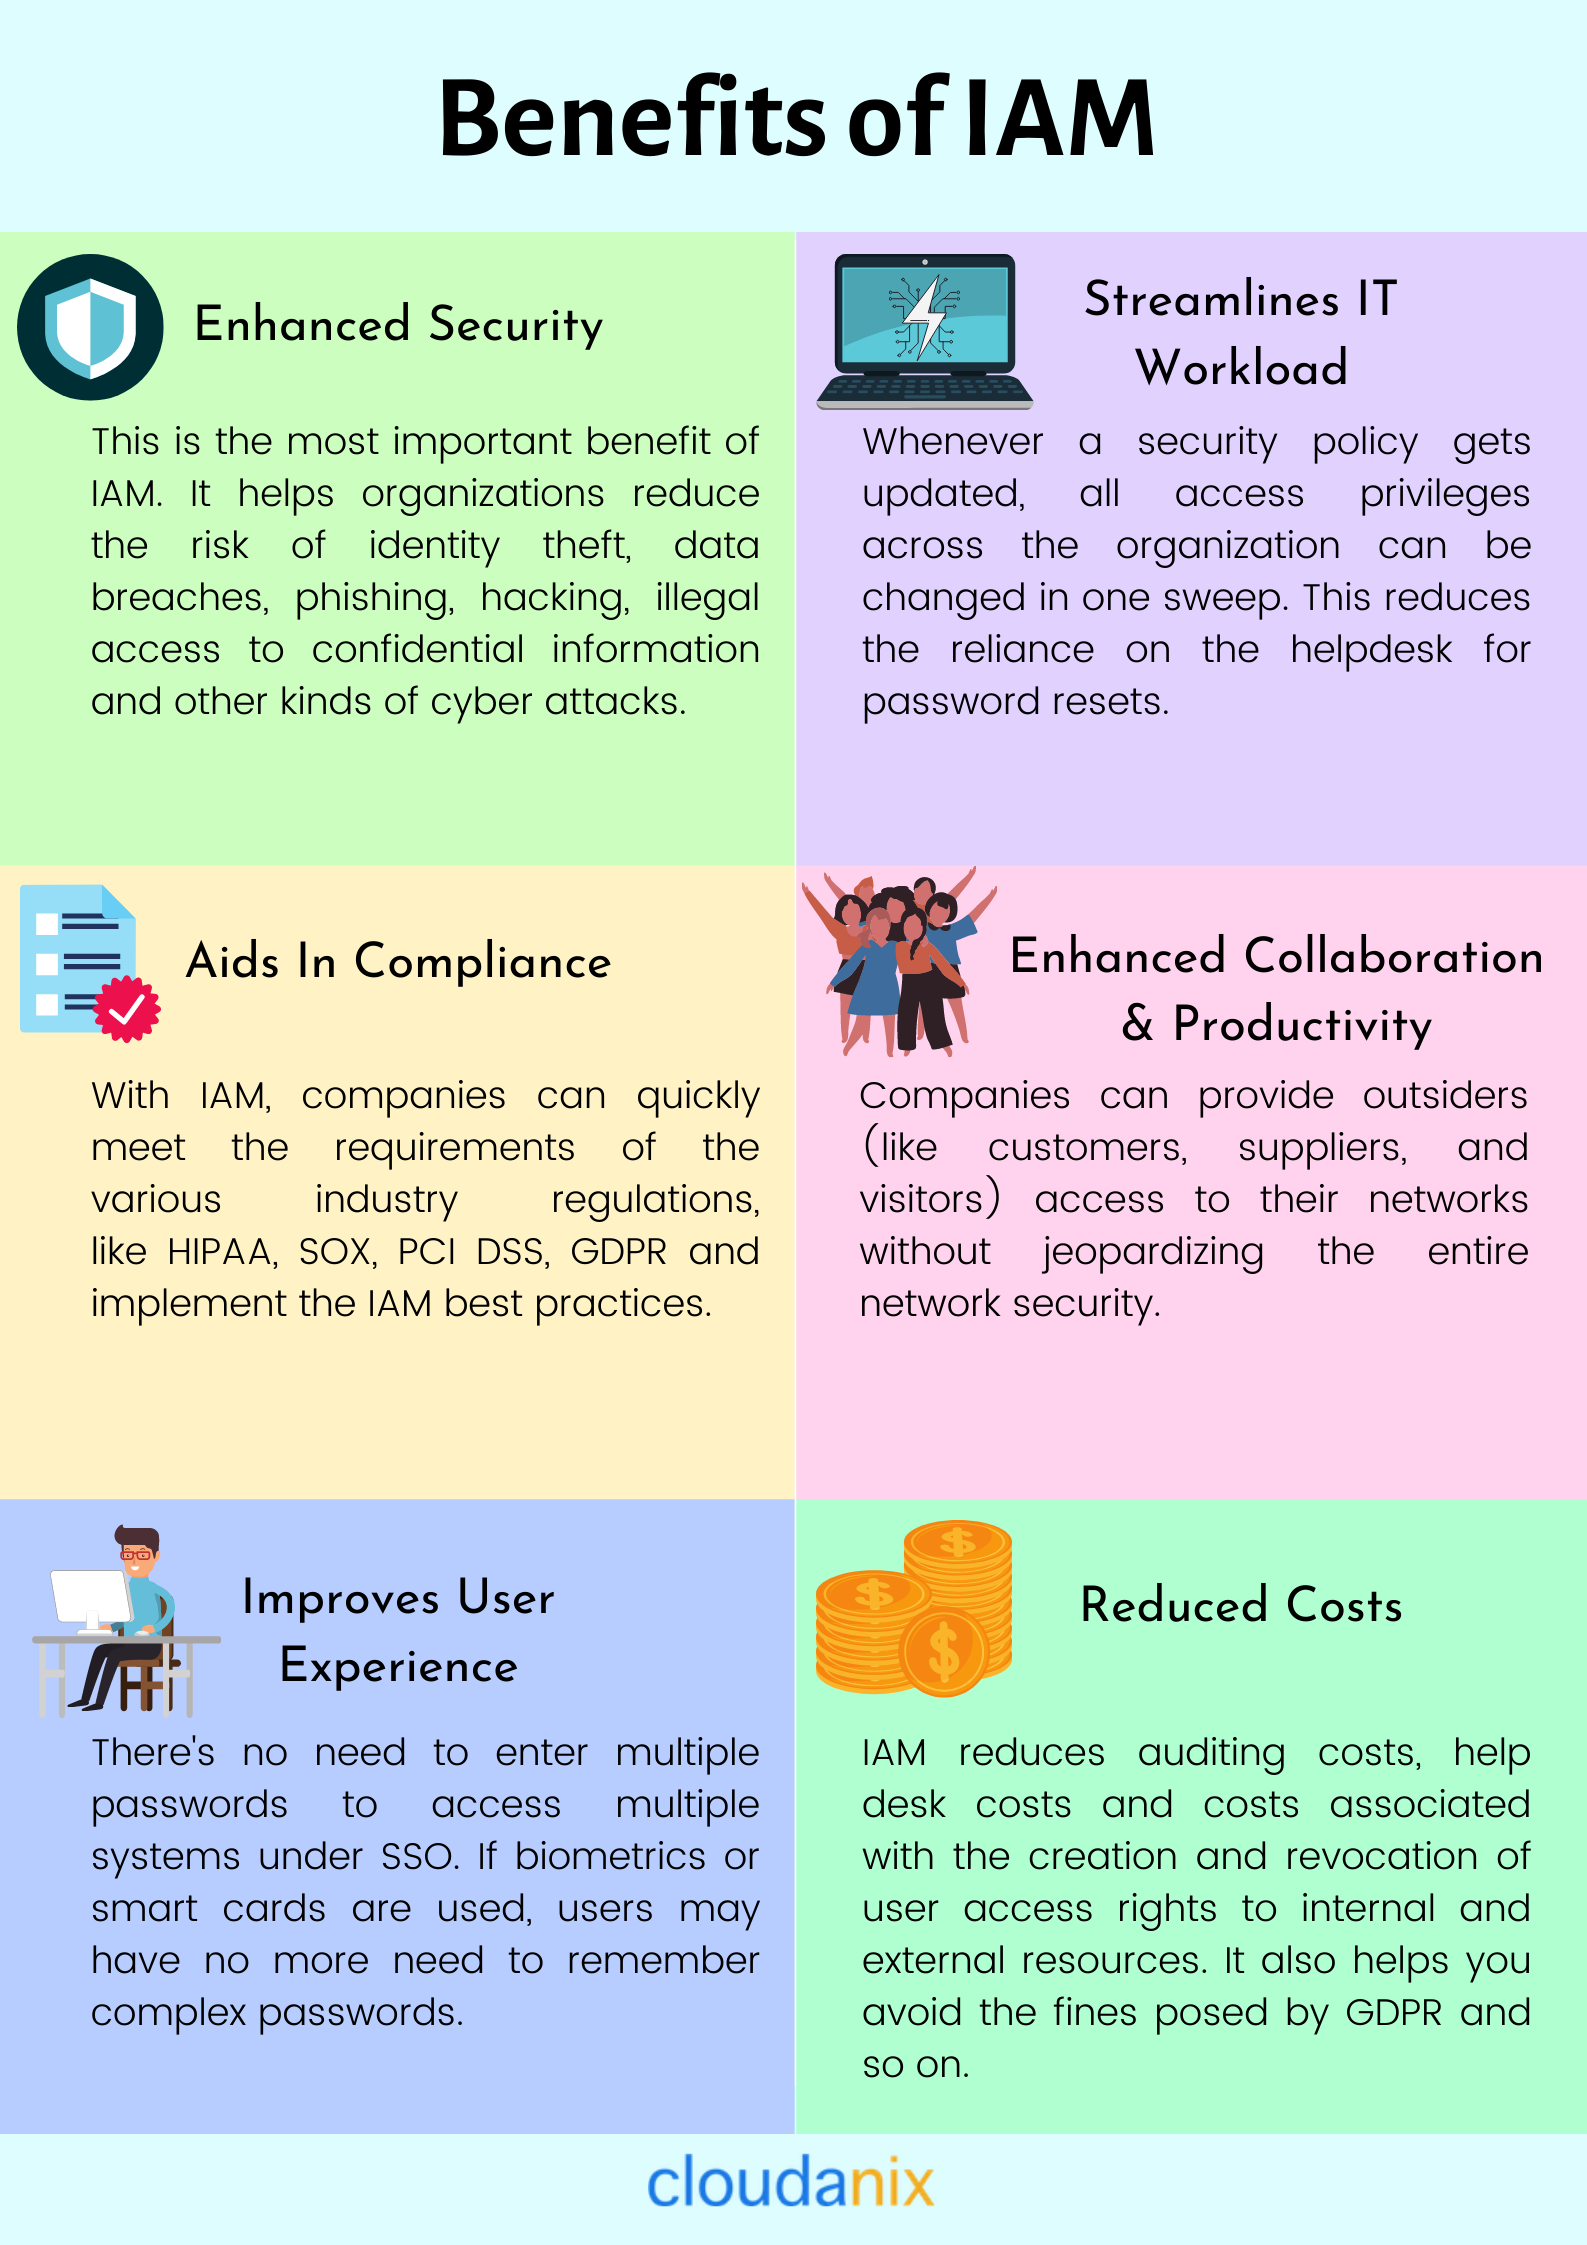 Benefits of IAM
Enhanced Security
This is the most important benefit of
IAM. It helps organizations reduce
the risk of identity theft, data
breaches, phishing, hacking, illegal
access to confidential information
and other kinds of cyber attacks.
Streamlines IT
Workload
Whenever a security policy gets
updated, all access privileges
across the organization can be
changed in one sweep. This reduces
the reliance on the helpdesk for
password resets.
Aids In Compliance
With IAM, companies can quickly
meet the requirements of the
various industry regulations,
like HIPAA, SOX, PCI DSS, GDPR and
implement the IAM best practices.
Enhanced Collaboration
& Productivity
Companies can provide outsiders
(like customers, suppliers, and
visitors) access to their networks
without jeopardizing the entire
network security.
Improves User
Experience
There's no need to enter multiple
passwords to access multiple
systems under SSO. If biometrics or
smart cards are used, users may
have no more need to remember
complex passwords.
Reduced Costs
IAM reduces auditing costs, help
desk costs and costs associated
with the creation and revocation of
user access rights to internal and
external resources. It also helps you
avoid the fines posed by GDPR and
so on.
cloudanix